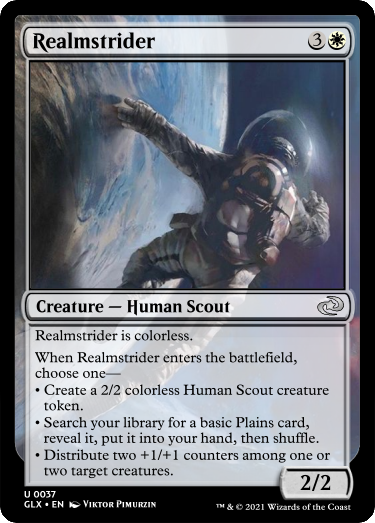 Realmstrider 3
Creature — Human Scout
Realmstrider is colorless.
When Realmstrider enters the battlefield,
choose one—
• Create a 2/2 colorless Human Scout creature
token.
• Search your library for a basic Plains card,
reveal it, put it into your hand, then shuffle.
• Distribute two +1/+1 counters among one or
two target creatures.
2/2
U 0037
GLX • EN Viktor Pimurzin
™ & © 2021 Wizards of the Coast